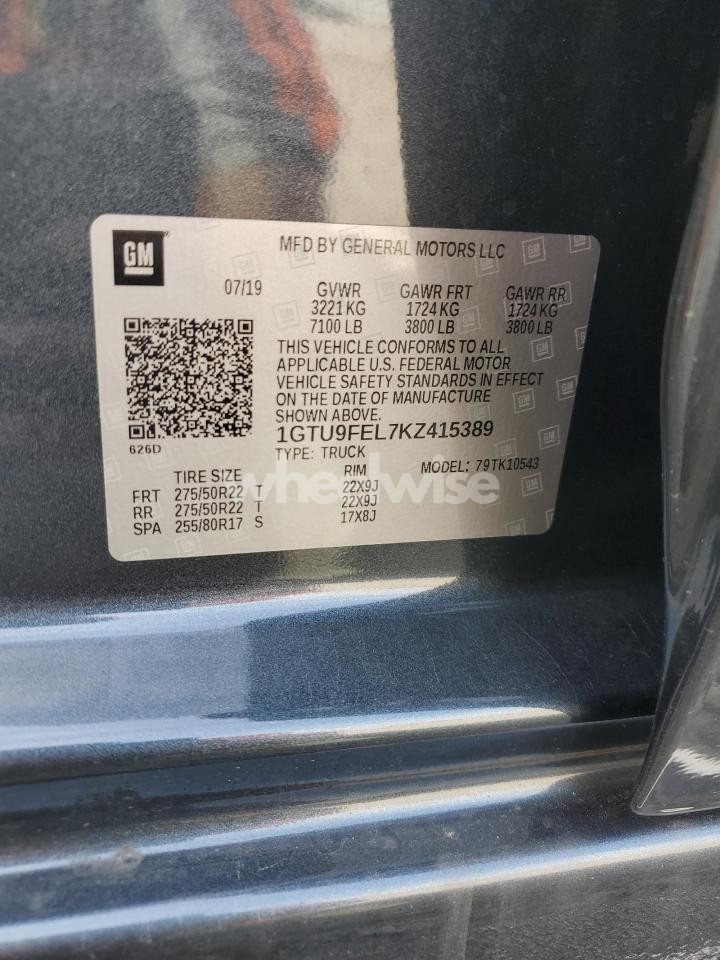 GM
MFD BY GENERAL MOTORS LLC
07/19 GVWR GAWR FRT GAWR RR
3221 KG 1724 KG 1724 KG
7100 LB 3800 LB 3800 LB
THIS VEHICLE CONFORMS TO ALL
APPLICABLE U.S. FEDERAL MOTOR
VEHICLE SAFETY STANDARDS IN EFFECT
ON THE DATE OF MANUFACTURE
SHOWN ABOVE.
626D
1GTU9FEL7KZ415389
TYPE: TRUCK MODEL: 79TK10543
TIRE SIZE RIM
FRT 275/50R22 T 22X9J
RR 275/50R22 T 22X9J
SPA 255/80R17 S 17X8J
wheelwise